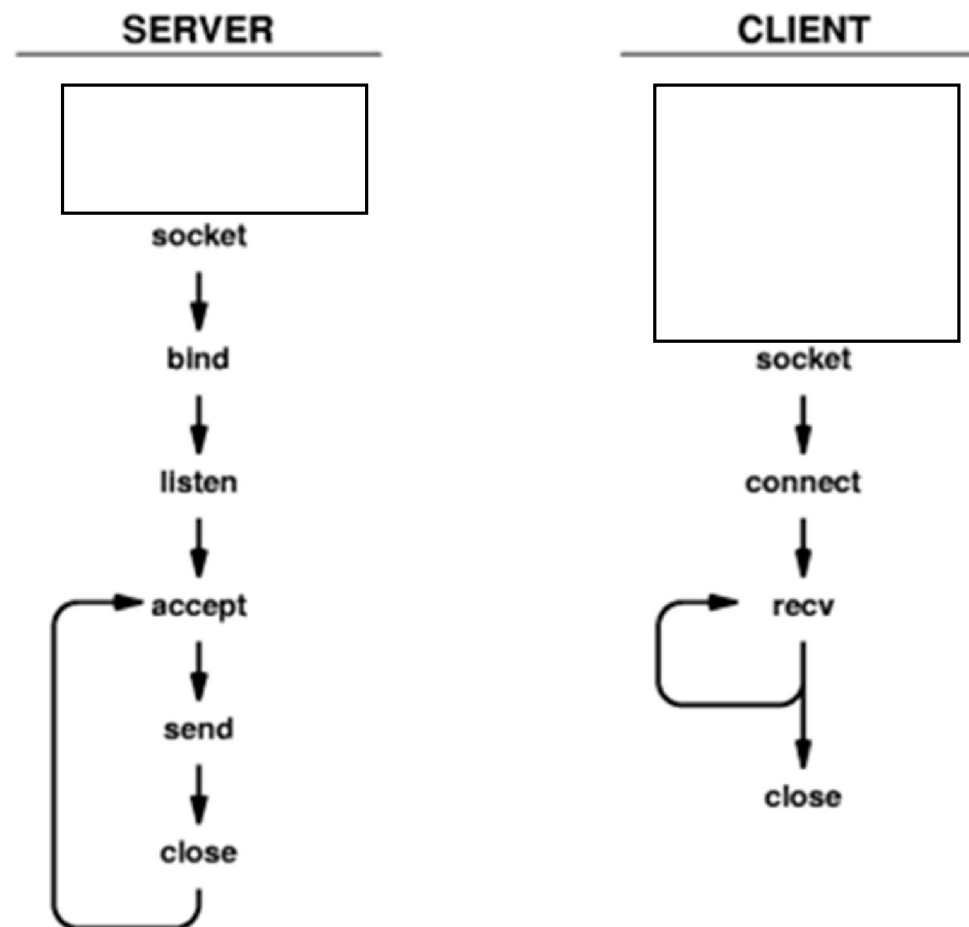 SERVER
socket
bind
listen
accept
send
close
CLIENT
socket
connect
recv
close